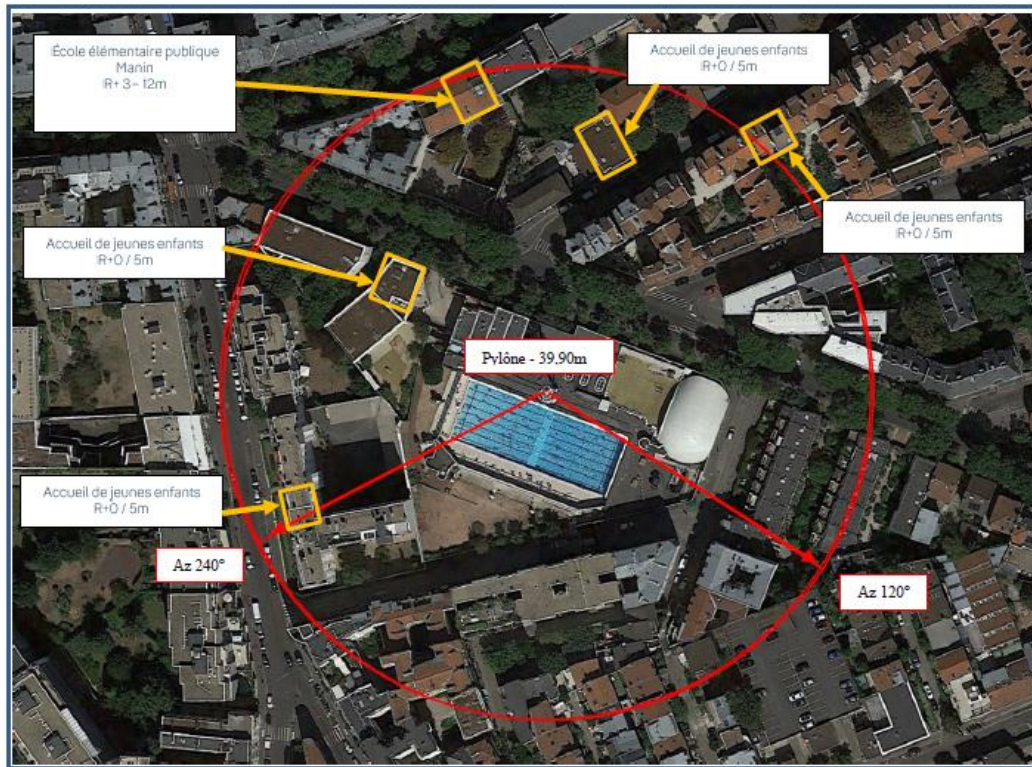 École élémentaire publique
Manin
R+ 3 – 12m
Accueil de jeunes enfants
R+0 / 5m
Accueil de jeunes enfants
R+0 / 5m
Accueil de jeunes enfants
R+0 / 5m
Pylône - 39,90m
Accueil de jeunes enfants
R+0 / 5m
Az 240°
Az 120°